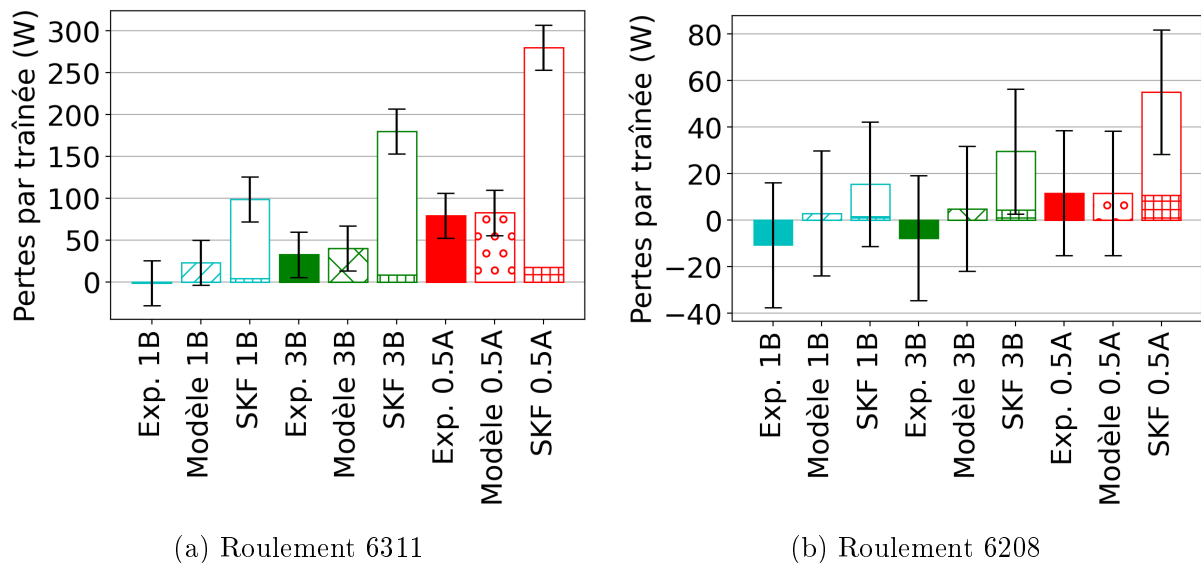 Pertes par traînée (W)
300
250
200
150
100
50
0
Exp. 1B
Modèle 1B
SKF 1B
Exp. 3B
Modèle 3B
SKF 3B
Exp. 0.5A
Modèle 0.5A
SKF 0.5A
(a) Roulement 6311
Pertes par traînée (W)
80
60
40
20
0
−20
−40
Exp. 1B
Modèle 1B
SKF 1B
Exp. 3B
Modèle 3B
SKF 3B
Exp. 0.5A
Modèle 0.5A
SKF 0.5A
(b) Roulement 6208